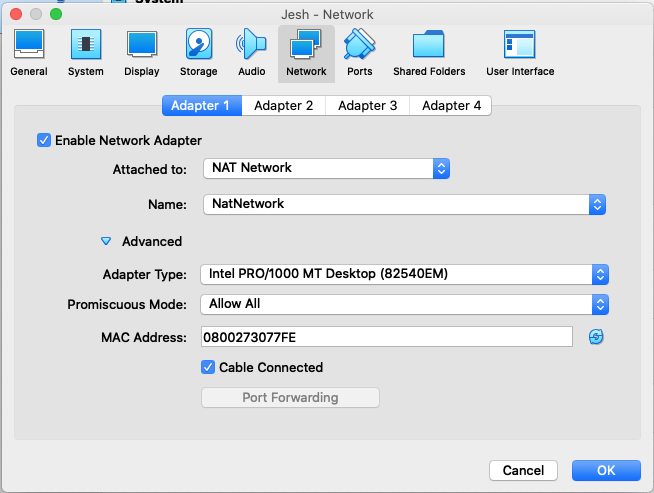 System
Jesh - Network
General System Display Storage Audio Network Ports Shared Folders User Interface
Adapter 1 Adapter 2 Adapter 3 Adapter 4
Enable Network Adapter
Attached to: NAT Network
Name: NatNetwork
Advanced
Adapter Type: Intel PRO/1000 MT Desktop (82540EM)
Promiscuous Mode: Allow All
MAC Address: 0800273077FE
Cable Connected
Port Forwarding
Cancel OK